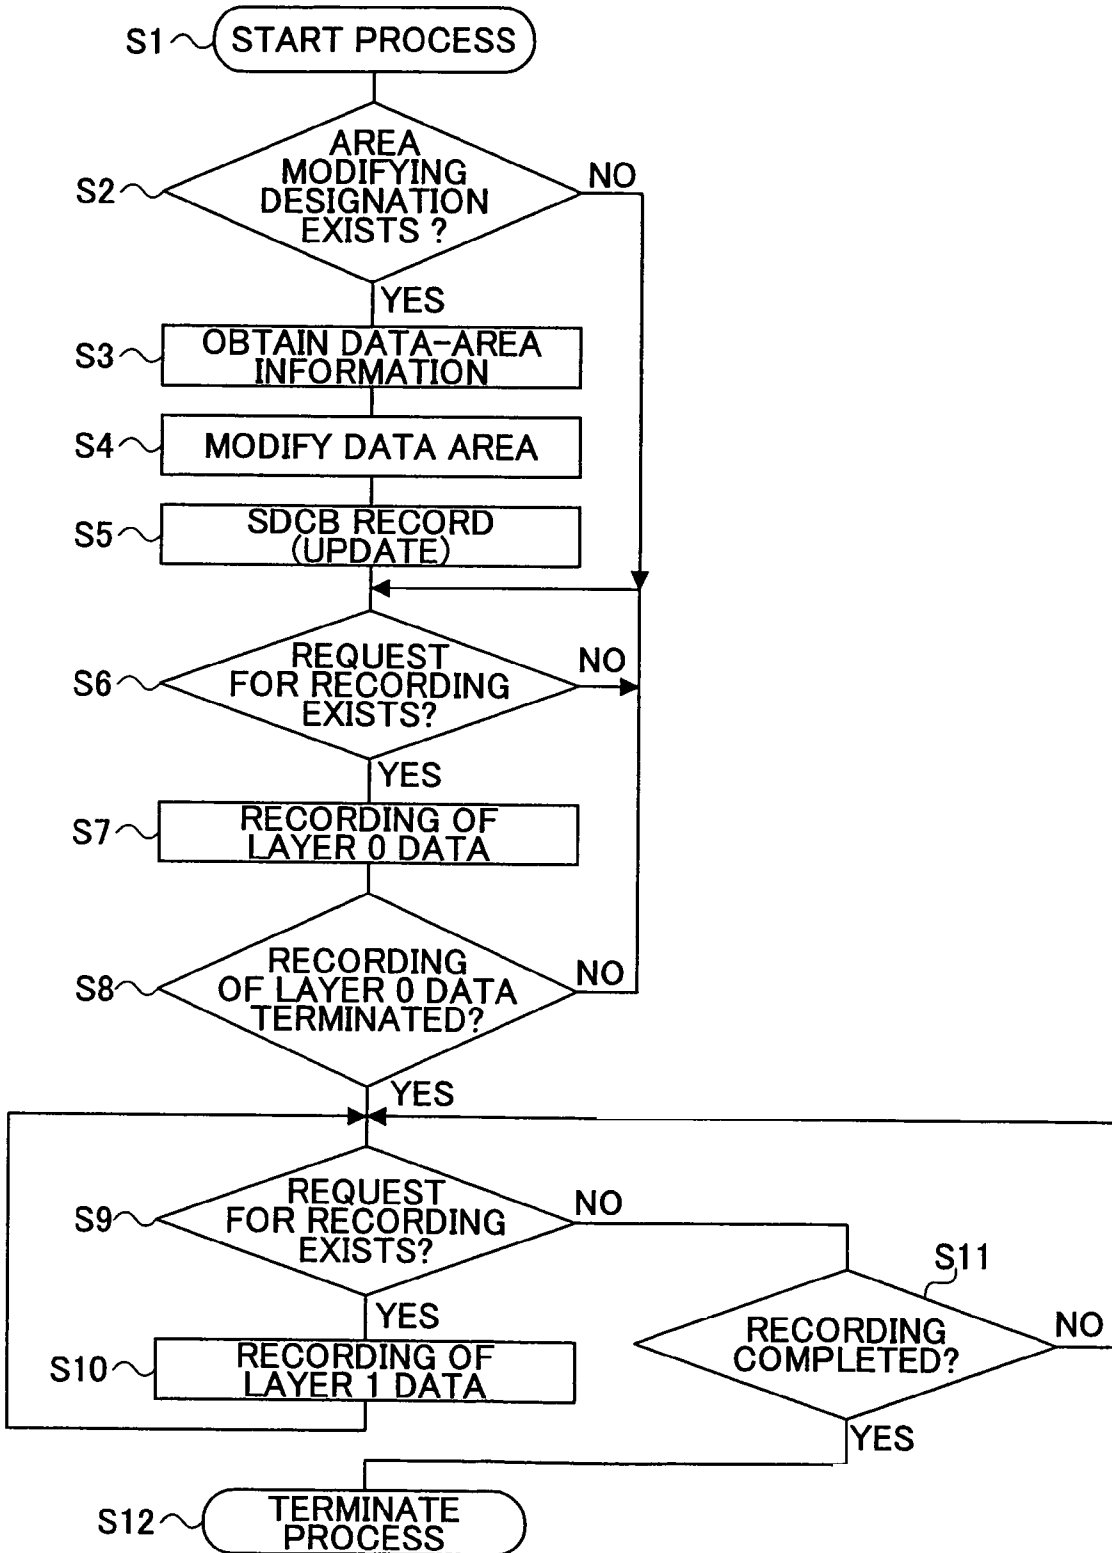 S1
START PROCESS
S2
AREA
MODIFYING
DESIGNATION
EXISTS ?
NO
YES
S3
OBTAIN DATA-AREA
INFORMATION
S4
MODIFY DATA AREA
S5
SDCB RECORD
(UPDATE)
S6
REQUEST
FOR RECORDING
EXISTS?
NO
YES
S7
RECORDING OF
LAYER 0 DATA
S8
RECORDING
OF LAYER 0 DATA
TERMINATED?
NO
YES
S9
REQUEST
FOR RECORDING
EXISTS?
NO
YES
S10
RECORDING OF
LAYER 1 DATA
S11
RECORDING
COMPLETED?
NO
YES
S12
TERMINATE
PROCESS